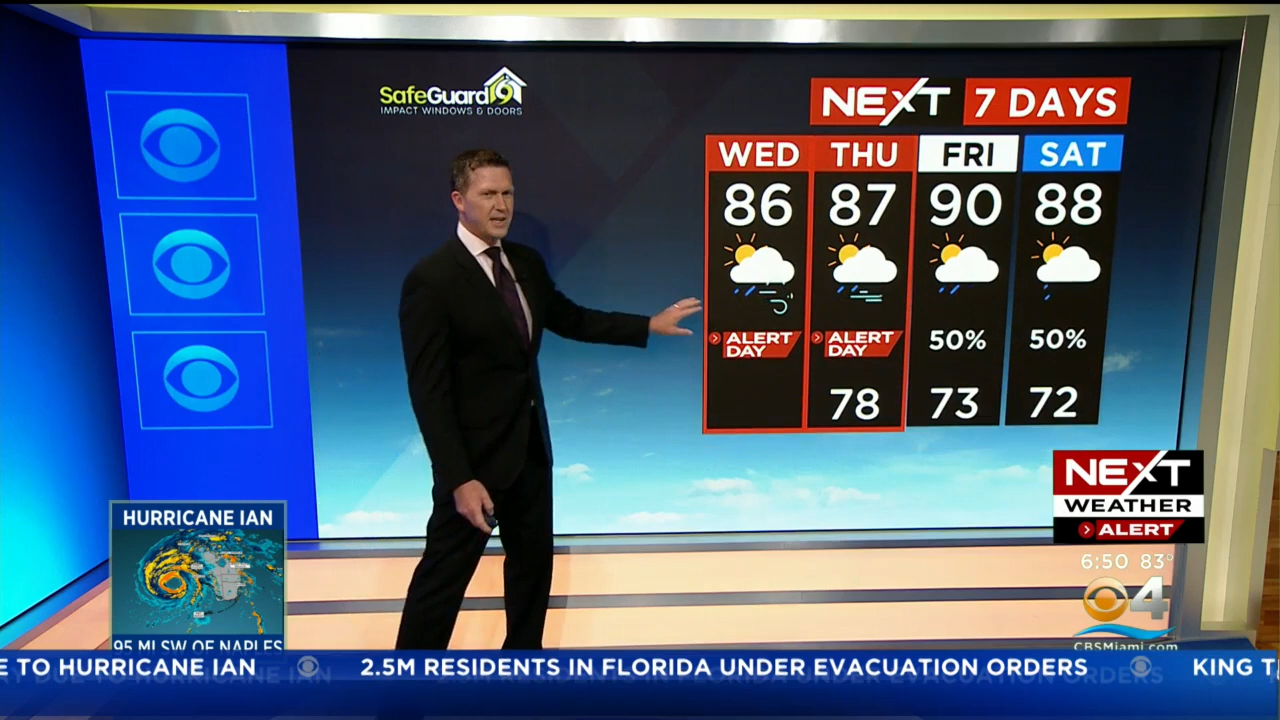 SafeGuard
IMPACT WINDOWS & DOORS
NEXT 7 DAYS
WED THU FRI SAT
86 87 90 88
ALERT DAY ALERT DAY 50% 50%
78 73 72
NEXT
WEATHER
ALERT
6:50 83°
4
CBSMiami.com
HURRICANE IAN
95 MI SW OF NAPLES
E TO HURRICANE IAN 2.5M RESIDENTS IN FLORIDA UNDER EVACUATION ORDERS KING T